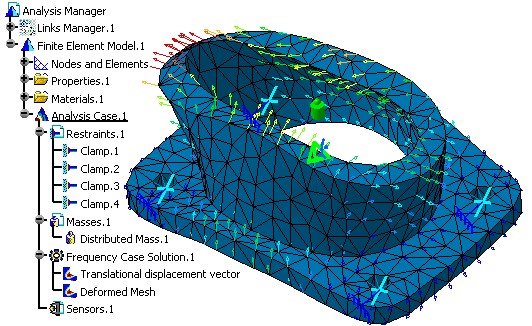 Analysis Manager
Links Manager.1
Finite Element Model.1
Nodes and Elements
Properties.1
Materials.1
Analysis Case.1
Restraints.1
Clamp.1
Clamp.2
Clamp.3
Clamp.4
Masses.1
Distributed Mass.1
Frequency Case Solution.1
Translational displacement vector
Deformed Mesh
Sensors.1